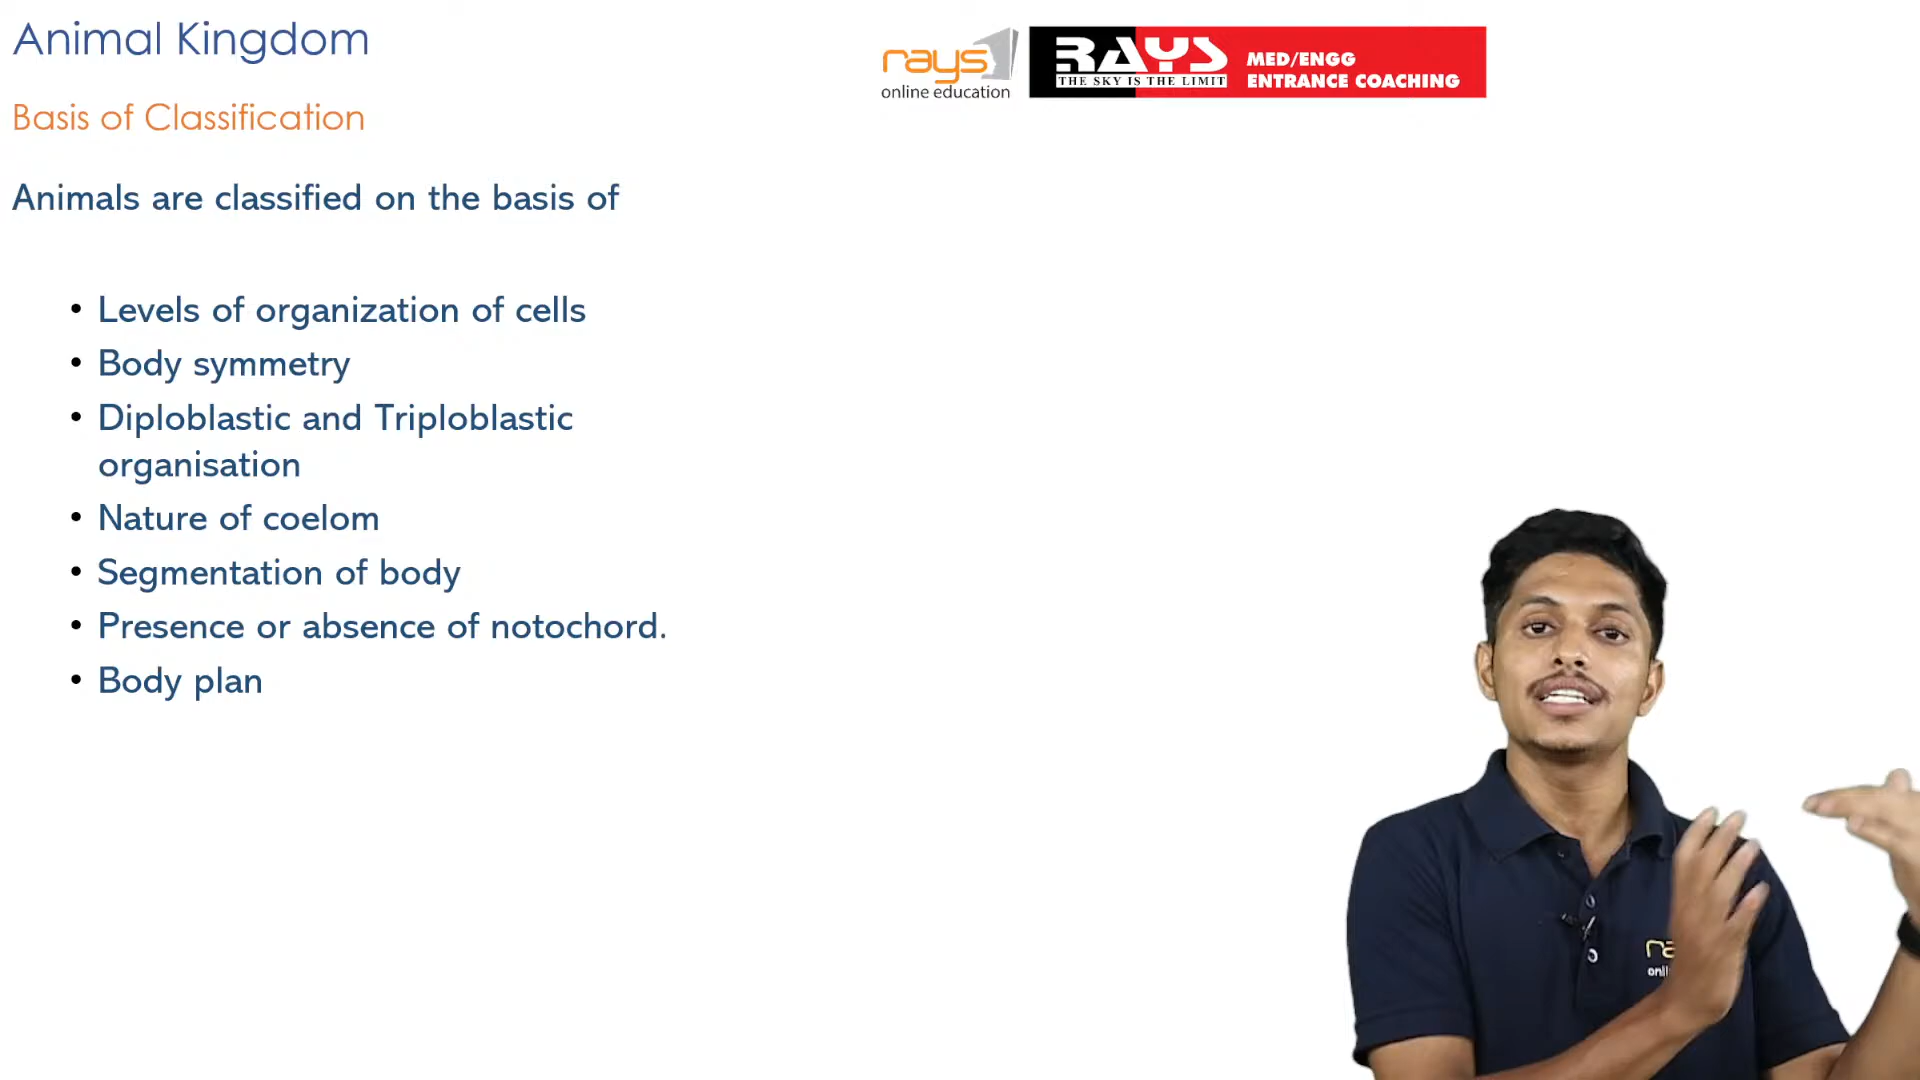 Animal Kingdom
rays
online education
RAYS
THE SKY IS THE LIMIT
MED/ENGG
ENTRANCE COACHING
Basis of Classification
Animals are classified on the basis of
• Levels of organization of cells
• Body symmetry
• Diploblastic and Triploblastic
organisation
• Nature of coelom
• Segmentation of body
• Presence or absence of notochord.
• Body plan